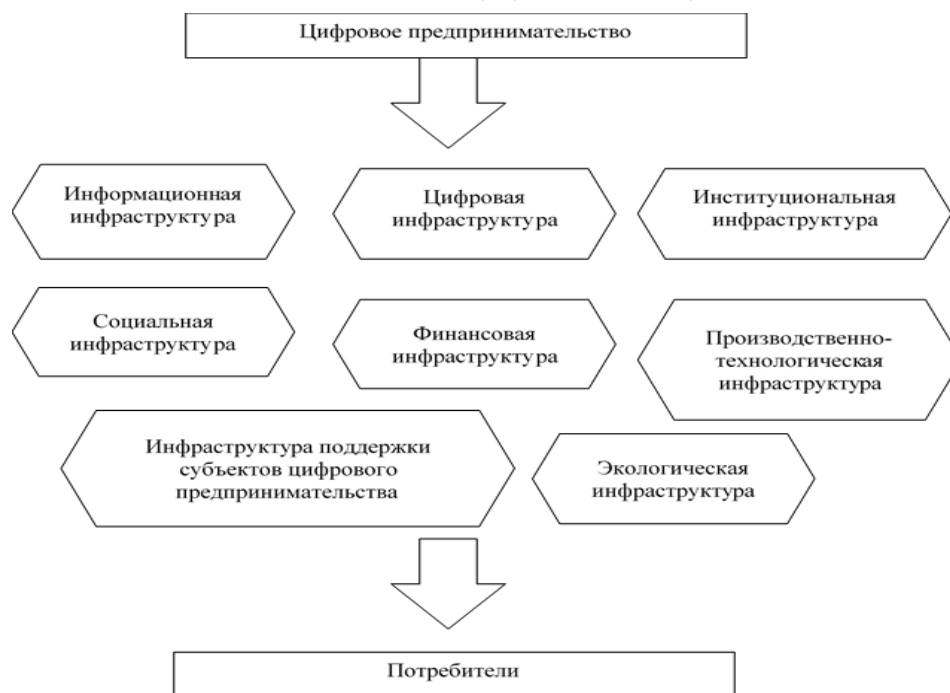 Цифровое предпринимательство
Информационная
инфраструктура
Цифровая
инфраструктура
Институциональная
инфраструктура
Социальная
инфраструктура
Финансовая
инфраструктура
Производственно-
технологическая
инфраструктура
Инфраструктура поддержки
субъектов цифрового
предпринимательства
Экологическая
инфраструктура
Потребители